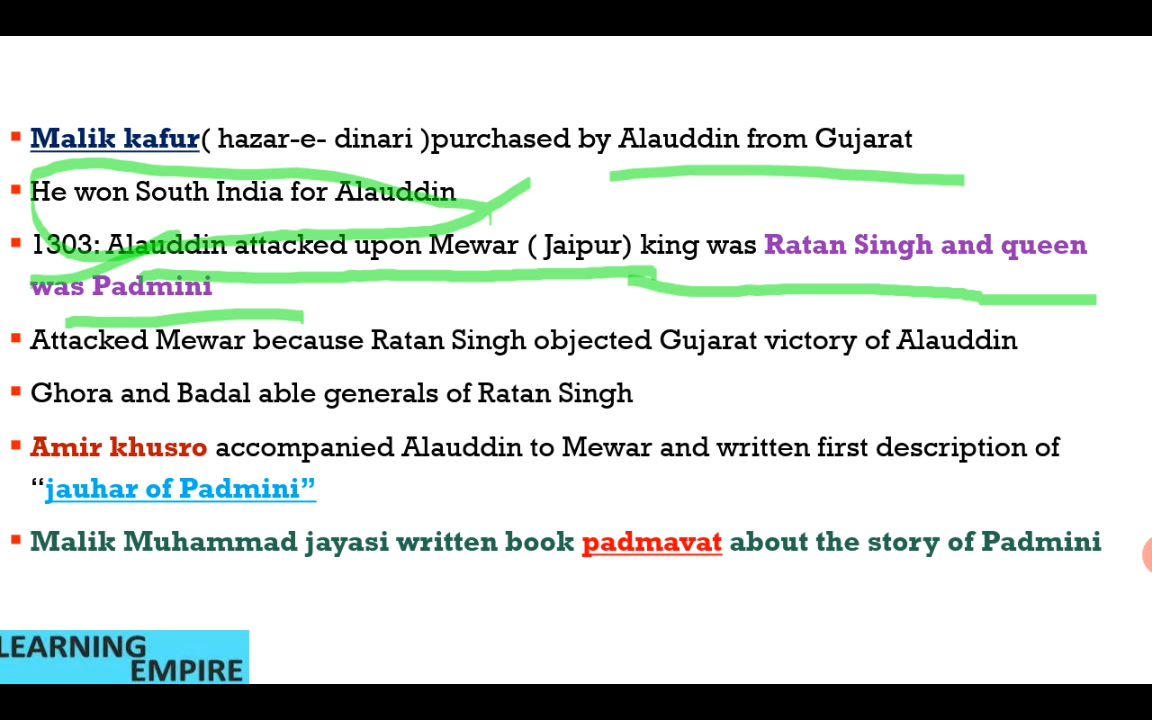 Malik kafur( hazar-e- dinari )purchased by Alauddin from Gujarat
He won South India for Alauddin
1303: Alauddin attacked upon Mewar ( Jaipur) king was Ratan Singh and queen
was Padmini
Attacked Mewar because Ratan Singh objected Gujarat victory of Alauddin
Ghora and Badal able generals of Ratan Singh
Amir khusro accompanied Alauddin to Mewar and written first description of
“jauhar of Padmini”
Malik Muhammad jayasi written book padmavat about the story of Padmini
LEARNING
EMPIRE